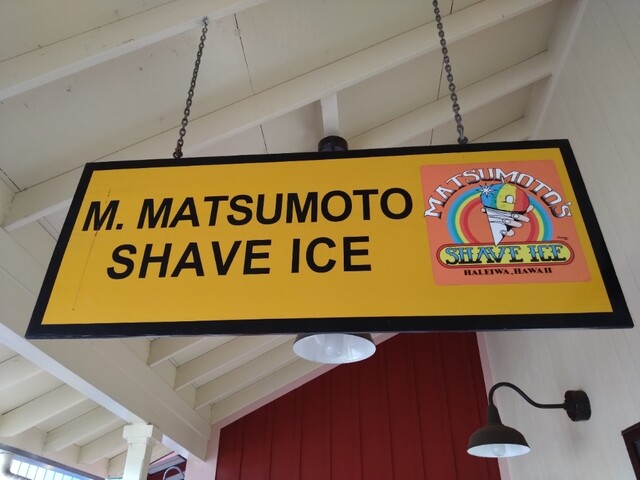 M. MATSUMOTO
SHAVE ICE
MATSUMOTO'S
SHAVE ICE
HALEIWA, HAWAII